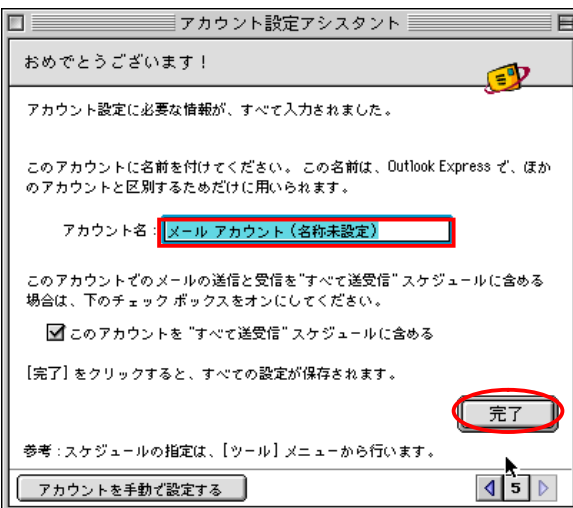 アカウント設定アシスタント
おめでとうございます！
アカウント設定に必要な情報が、すべて入力されました。
このアカウントに名前を付けてください。この名前は、Outlook Express で、ほか
のアカウントと区別するためだけに用いられます。
アカウント名：メール アカウント（名称未設定）
このアカウントでのメールの送信と受信を"すべて送受信" スケジュールに含める
場合は、下のチェック ボックスをオンにしてください。
このアカウントを "すべて送受信" スケジュールに含める
［完了］をクリックすると、すべての設定が保存されます。
完了
参考：スケジュールの指定は、［ツール］メニューから行います。
アカウントを手動で設定する 5